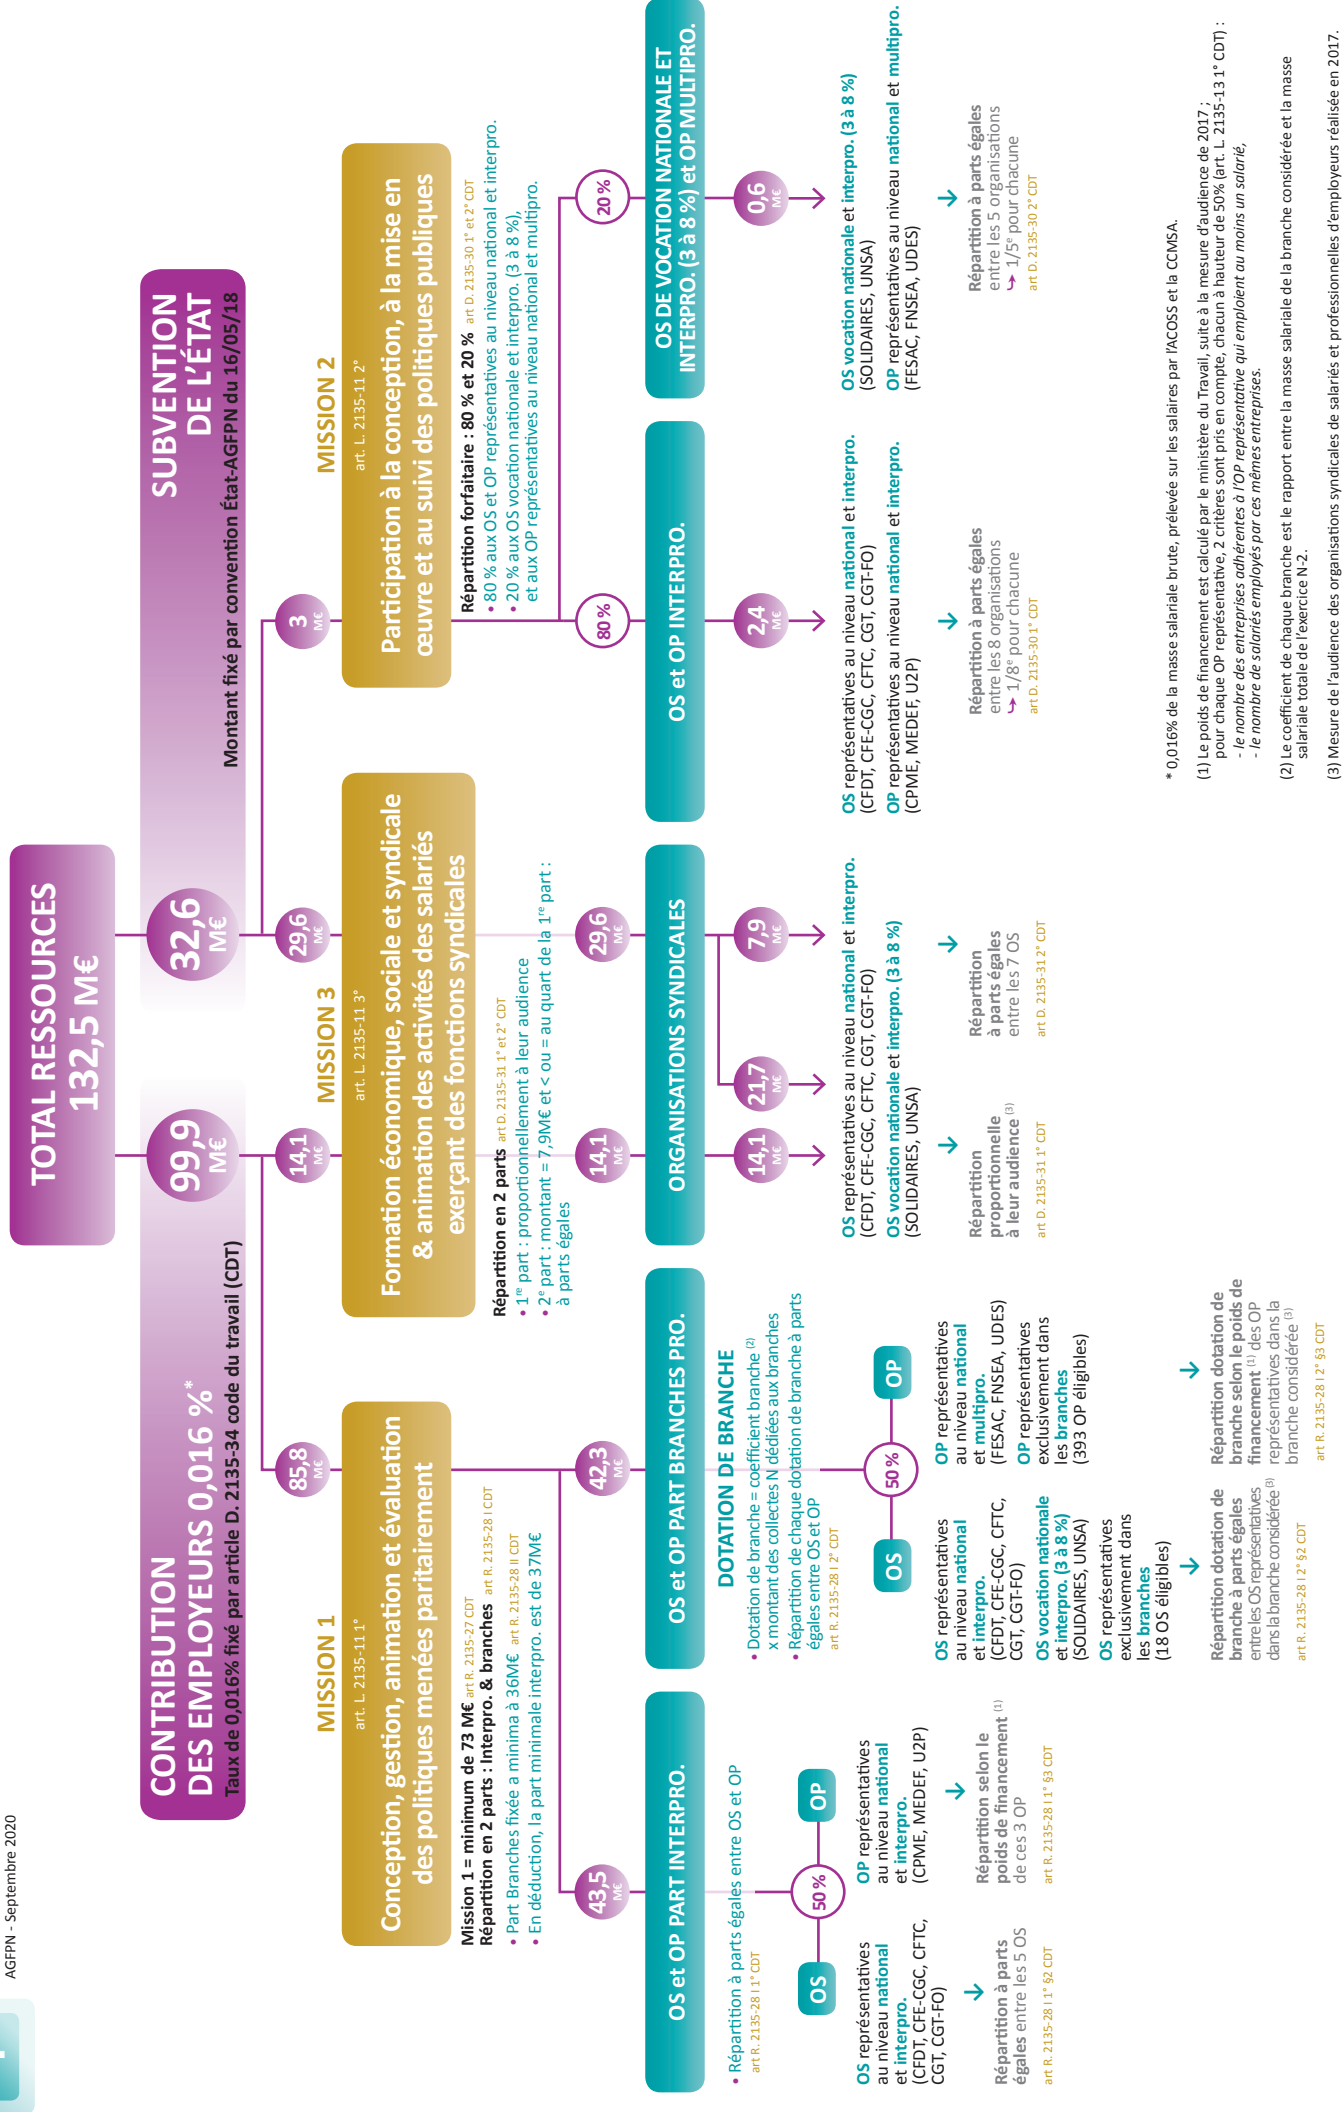 AGFPN - Septembre 2020
TOTAL RESSOURCES
132,5 M€
CONTRIBUTION
DES EMPLOYEURS 0,016 %*
Taux de 0,016% fixé par article D. 2135-34 code du travail (CDT)
99,9
M€
32,6
M€
SUBVENTION
DE L'ÉTAT
Montant fixé par convention État-AGFPN du 16/05/18
85,8
M€
14,1
M€
29,6
M€
3
M€
MISSION 1
art. L. 2135-11 1°
Conception, gestion, animation et évaluation
des politiques menées paritairement
Mission 1 = minimum de 73 M€ art R. 2135-27 CDT
Répartition en 2 parts : Interpro. & branches art R. 2135-28 I CDT
• Part Branches fixée a minima à 36M€ art R. 2135-28 II CDT
• En déduction, la part minimale interpro. est de 37M€
MISSION 3
art. L. 2135-11 3°
Formation économique, sociale et syndicale
& animation des activités des salariés
exerçant des fonctions syndicales
Répartition en 2 parts art D. 2135-31 1° et 2° CDT
• 1re part : proportionnellement à leur audience
• 2e part : montant = 7,9M€ et < ou = au quart de la 1re part :
à parts égales
MISSION 2
art. L. 2135-11 2°
Participation à la conception, à la mise en
œuvre et au suivi des politiques publiques
Répartition forfaitaire : 80 % et 20 % art D. 2135-30 1° et 2° CDT
• 80 % aux OS et OP représentatives au niveau national et interpro.
• 20 % aux OS vocation nationale et interpro. (3 à 8 %),
et aux OP représentatives au niveau national et multipro.
43,5
M€
42,3
M€
14,1
M€
29,6
M€
80 %
20 %
OS et OP PART INTERPRO.
• Répartition à parts égales entre OS et OP
art R. 2135-28 I 1° CDT
OS
50 %
OP
OS représentatives
au niveau national
et interpro.
(CFDT, CFE-CGC, CFTC,
CGT, CGT-FO)
Répartition à parts
égales entre les 5 OS
art R. 2135-28 I 1° §2 CDT
OP représentatives
au niveau national
et interpro.
(CPME, MEDEF, U2P)
Répartition selon le
poids de financement (1)
de ces 3 OP
art R. 2135-28 I 1° §3 CDT
OS et OP PART BRANCHES PRO.
DOTATION DE BRANCHE
• Dotation de branche = coefficient branche (2)
x montant des collectes N dédiées aux branches
• Répartition de chaque dotation de branche à parts
égales entre OS et OP
art R. 2135-28 I 2° CDT
OS
50 %
OP
OS représentatives
au niveau national
et interpro.
(CFDT, CFE-CGC, CFTC,
CGT, CGT-FO)
OS vocation nationale
et interpro. (3 à 8 %)
(SOLIDAIRES, UNSA)
OS représentatives
exclusivement dans
les branches
(18 OS éligibles)
Répartition dotation de
branche à parts égales
entre les OS représentatives
dans la branche considérée (3)
art R. 2135-28 I 2° §2 CDT
OP représentatives
au niveau national
et multipro.
(FESAC, FNSEA, UDES)
OP représentatives
exclusivement dans
les branches
(393 OP éligibles)
Répartition dotation de
branche selon le poids de
financement (1) des OP
représentatives dans la
branche considérée (3)
art R. 2135-28 I 2° §3 CDT
ORGANISATIONS SYNDICALES
14,1
M€
21,7
M€
7,9
M€
OS représentatives au niveau national et interpro.
(CFDT, CFE-CGC, CFTC, CGT, CGT-FO)
OS vocation nationale et interpro. (3 à 8 %)
(SOLIDAIRES, UNSA)
Répartition
proportionnelle
à leur audience (3)
art D. 2135-31 1° CDT
Répartition
à parts égales
entre les 7 OS
art D. 2135-31 2° CDT
OS et OP INTERPRO.
2,4
M€
OS représentatives au niveau national et interpro.
(CFDT, CFE-CGC, CFTC, CGT, CGT-FO)
OP représentatives au niveau national et interpro.
(CPME, MEDEF, U2P)
Répartition à parts égales
entre les 8 organisations
1/8e pour chacune
art D. 2135-30 1° CDT
OS DE VOCATION NATIONALE ET
INTERPRO. (3 à 8 %) et OP MULTIPRO.
0,6
M€
OS vocation nationale et interpro. (3 à 8 %)
(SOLIDAIRES, UNSA)
OP représentatives au niveau national et multipro.
(FESAC, FNSEA, UDES)
Répartition à parts égales
entre les 5 organisations
1/5e pour chacune
art D. 2135-30 2° CDT
* 0,016% de la masse salariale brute, prélevée sur les salaires par l'ACOSS et la CCMSA.
(1) Le poids de financement est calculé par le ministère du Travail, suite à la mesure d'audience de 2017 ;
pour chaque OP représentative, 2 critères sont pris en compte, chacun à hauteur de 50% (art. L. 2135-13 1° CDT) :
- le nombre des entreprises adhérentes à l'OP représentative qui emploient au moins un salarié,
- le nombre de salariés employés par ces mêmes entreprises.
(2) Le coefficient de chaque branche est le rapport entre la masse salariale de la branche considérée et la masse
salariale totale de l'exercice N-2.
(3) Mesure de l'audience des organisations syndicales de salariés et professionnelles d'employeurs réalisée en 2017.